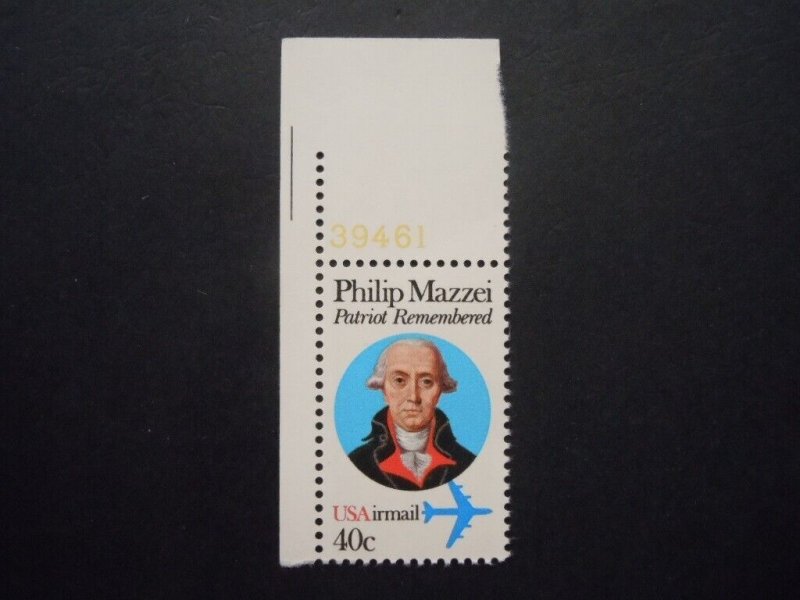 39461
Philip Mazzei
Patriot Remembered
USAirmail
40c